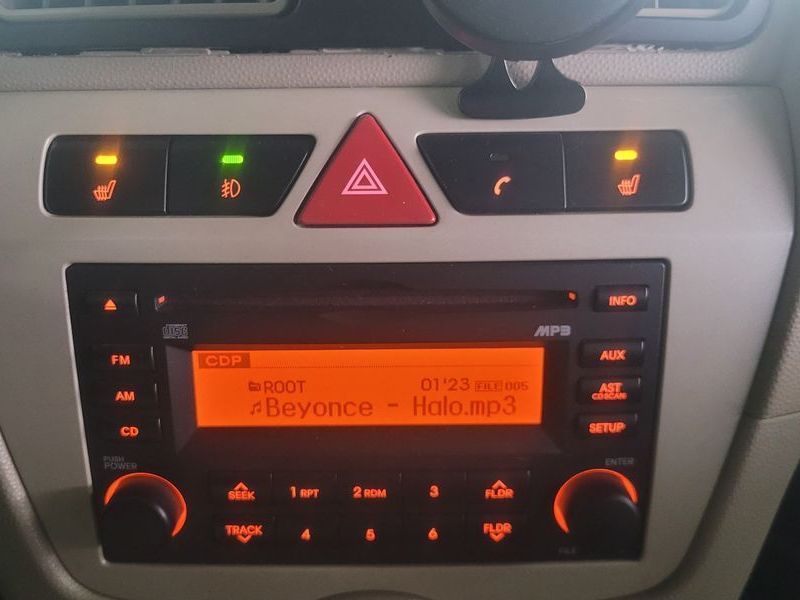 INFO
disc
MP3
FM
CDP
AUX
ROOT 01'23 FILE 005
AM
Beyonce - Halo.mp3
AST
CD SCAN
CD
SETUP
PUSH
POWER
ENTER
SEEK
1 RPT
2 RDM
3
FLDR
TRACK
4
5
6
FLDR
FILE